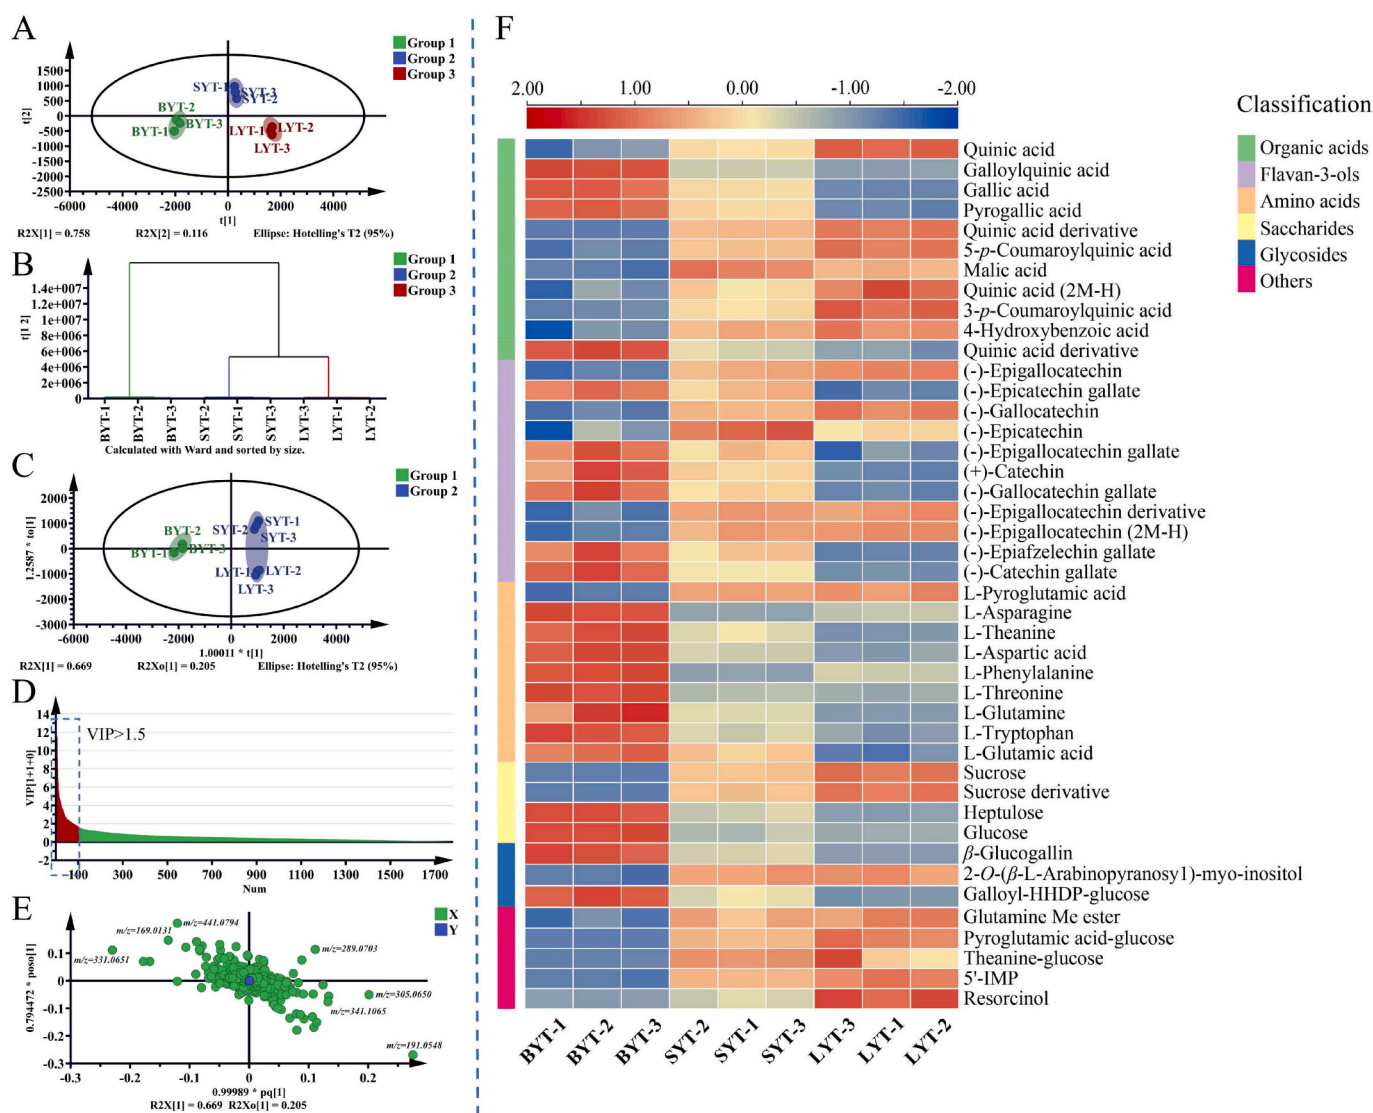 A
Group 1
Group 2
Group 3
1500
1000
500
0
-500
-1000
-1500
-2000
-2500
t[2]
SYT-1
SYT-3
SYT-2
BYT-2
BYT-3
BYT-1
LYT-1
LYT-2
LYT-3
-6000 -4000 -2000 0 2000 4000
t[1]
R2X[1] = 0.758 R2X[2] = 0.116 Ellipse: Hotelling's T2 (95%)
B
Group 1
Group 2
Group 3
1.4e+007
1.2e+007
1e+007
8e+006
6e+006
4e+006
2e+006
0
t[1 2]
BYT-1 BYT-2 BYT-3 SYT-2 SYT-1 SYT-3 LYT-3 LYT-1 LYT-2
Calculated with Ward and sorted by size.
C
Group 1
Group 2
2000
1000
0
-1000
-2000
-3000
1.2587 * to[1]
BYT-2
BYT-3
BYT-1
SYT-1
SYT-2
SYT-3
LYT-1
LYT-2
LYT-3
-6000 -4000 -2000 0 2000 4000
1.00011 * t[1]
R2X[1] = 0.669 R2Xo[1] = 0.205 Ellipse: Hotelling's T2 (95%)
D
14
12
10
8
6
4
2
0
-2
VIP[1+1+0]
VIP>1.5
100 300 500 700 900 1100 1300 1500 1700
Num
E
X
Y
m/z=441.0794
m/z=169.0131
m/z=331.0651
m/z=289.0703
m/z=305.0650
m/z=341.1065
m/z=191.0548
0.1
0
-0.1
-0.2
-0.3
0.794472 * poso[1]
-0.3 -0.2 -0.1 0 0.1 0.2
0.99989 * pq[1]
R2X[1] = 0.669 R2Xo[1] = 0.205
F
2.00 1.00 0.00 -1.00 -2.00
Quinic acid
Galloylquinic acid
Gallic acid
Pyrogallic acid
Quinic acid derivative
5-p-Coumaroylquinic acid
Malic acid
Quinic acid (2M-H)
3-p-Coumaroylquinic acid
4-Hydroxybenzoic acid
Quinic acid derivative
(-)-Epigallocatechin
(-)-Epicatechin gallate
(-)-Gallocatechin
(-)-Epicatechin
(-)-Epigallocatechin gallate
(+)-Catechin
(-)-Gallocatechin gallate
(-)-Epigallocatechin derivative
(-)-Epigallocatechin (2M-H)
(-)-Epiafzelechin gallate
(-)-Catechin gallate
L-Pyroglutamic acid
L-Asparagine
L-Theanine
L-Aspartic acid
L-Phenylalanine
L-Threonine
L-Glutamine
L-Tryptophan
L-Glutamic acid
Sucrose
Sucrose derivative
Heptulose
Glucose
β-Glucogallin
2-O-(β-L-Arabinopyranosy1)-myo-inositol
Galloyl-HHDP-glucose
Glutamine Me ester
Pyroglutamic acid-glucose
Theanine-glucose
5'-IMP
Resorcinol
BYT-1 BYT-2 BYT-3 SYT-2 SYT-1 SYT-3 LYT-3 LYT-1 LYT-2
Classification
Organic acids
Flavan-3-ols
Amino acids
Saccharides
Glycosides
Others